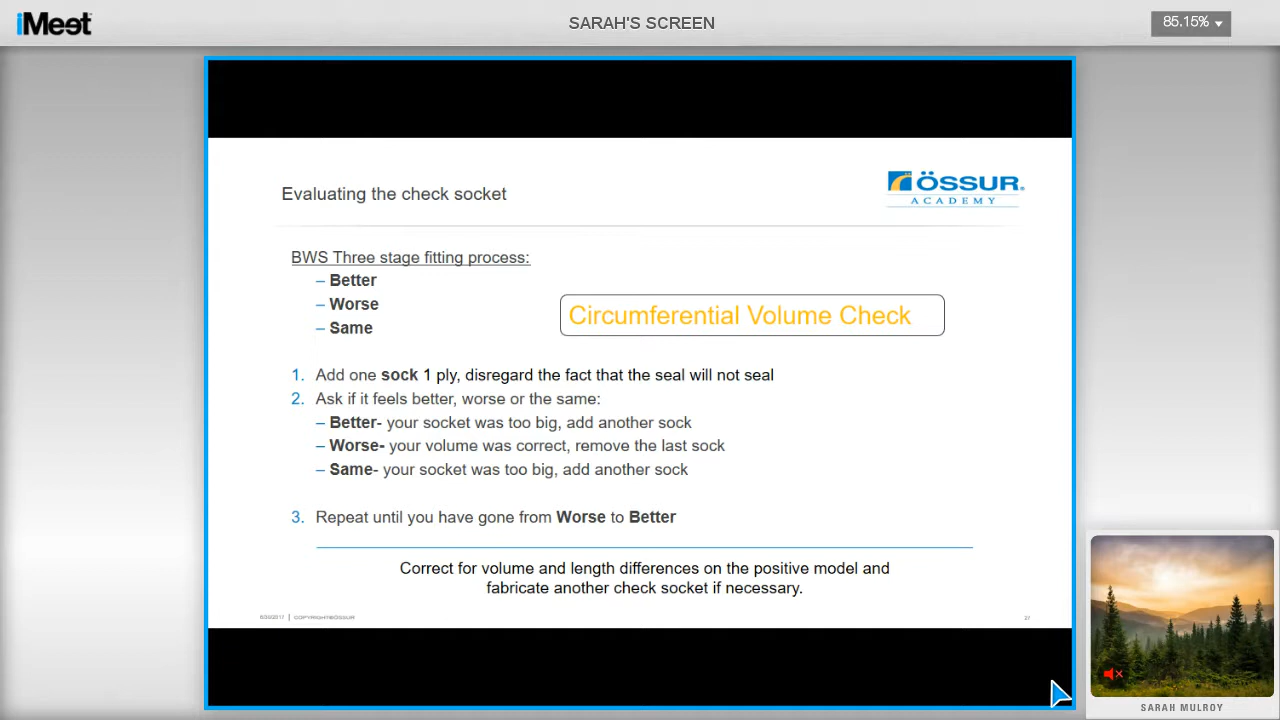 iMeet
SARAH'S SCREEN
85.15%
Evaluating the check socket
ÖSSUR®
ACADEMY
BWS Three stage fitting process:
– Better
– Worse
– Same
Circumferential Volume Check
1. Add one sock 1 ply, disregard the fact that the seal will not seal
2. Ask if it feels better, worse or the same:
– Better- your socket was too big, add another sock
– Worse- your volume was correct, remove the last sock
– Same- your socket was too big, add another sock
3. Repeat until you have gone from Worse to Better
Correct for volume and length differences on the positive model and
fabricate another check socket if necessary.
COPYRIGHT©ÖSSUR
SARAH MULROY